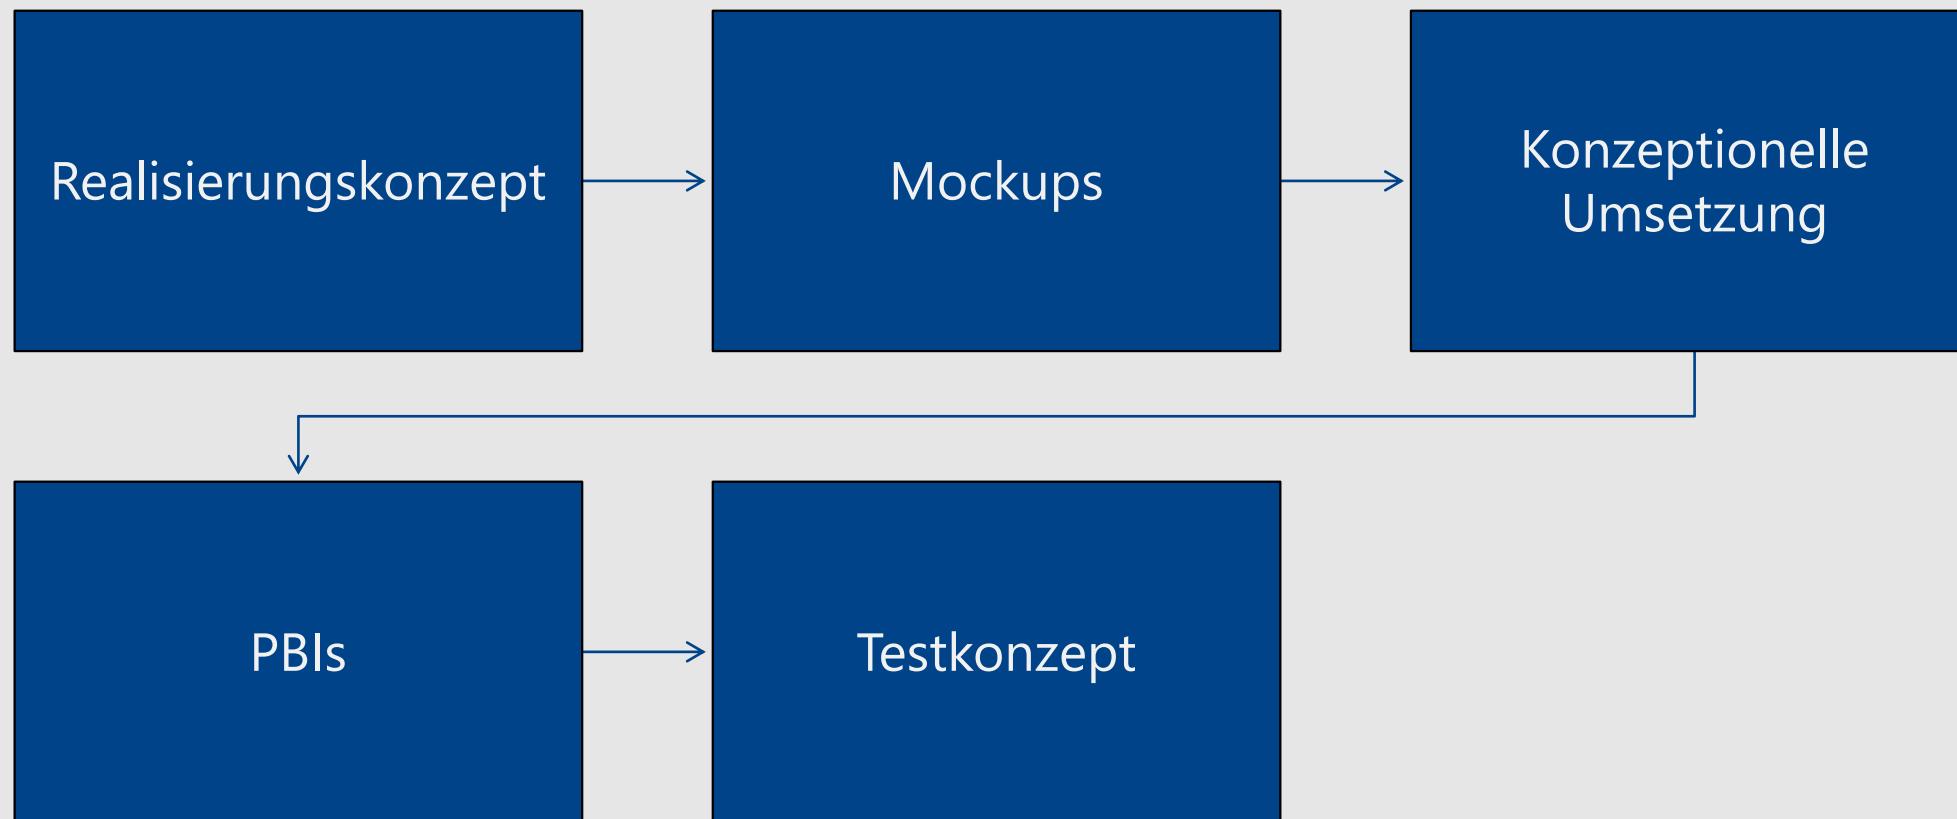 Realisierungskonzept
Mockups
Konzeptionelle
Umsetzung
PBIs
Testkonzept